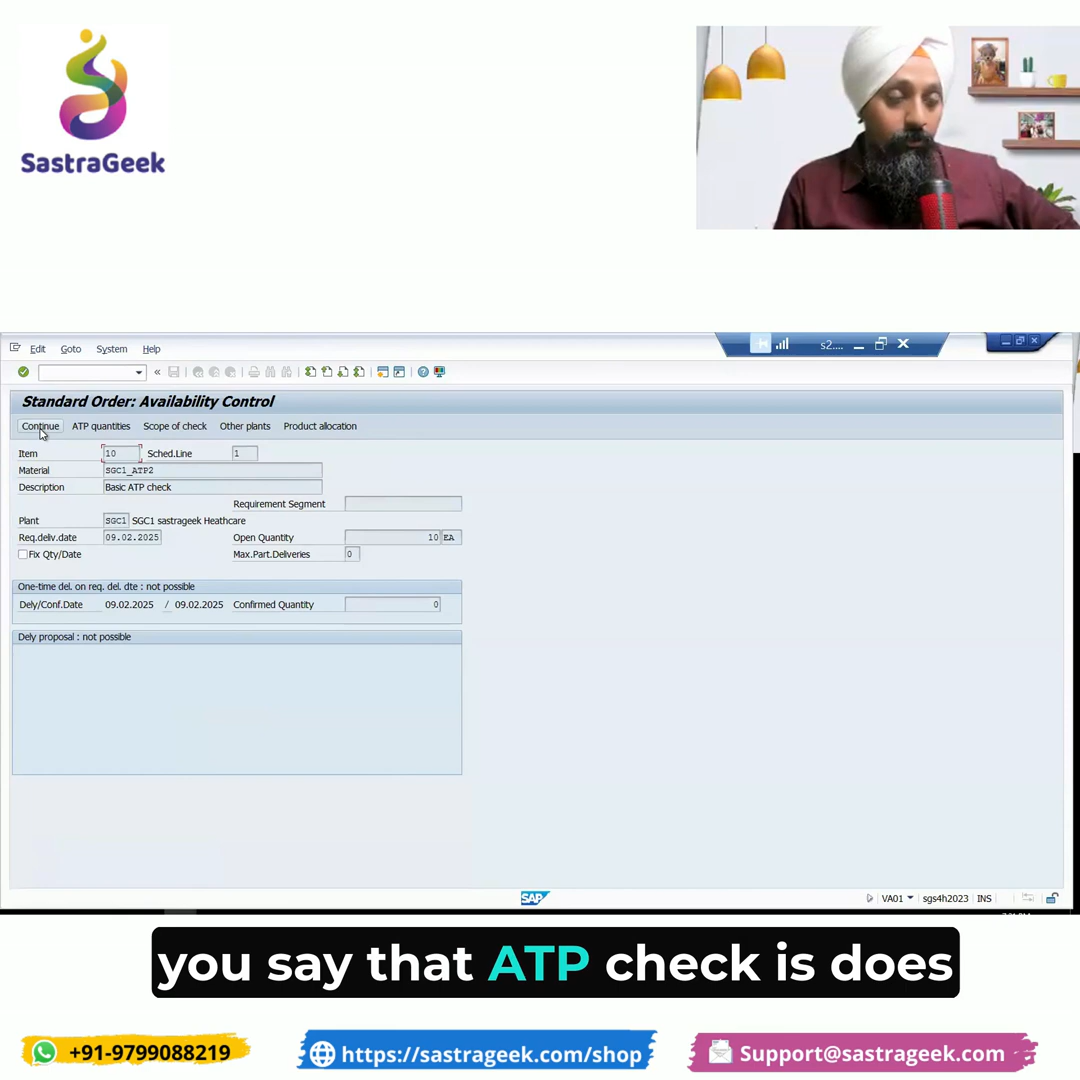 SastraGeek
s2....
Edit Goto System Help
Standard Order: Availability Control
Continue ATP quantities Scope of check Other plants Product allocation
Item 10 Sched.Line 1
Material SGC1_ATP2
Description Basic ATP check
Requirement Segment
Plant SGC1 SGC1 sastrageek Heathcare
Req.deliv.date 09.02.2025 Open Quantity 10 EA
Fix Qty/Date Max.Part.Deliveries 0
One-time del. on req. del. dte : not possible
Dely/Conf.Date 09.02.2025 / 09.02.2025 Confirmed Quantity 0
Dely proposal : not possible
SAP VA01 sgs4h2023 INS
you say that ATP check is does
+91-9799088219 https://sastrageek.com/shop Support@sastrageek.com